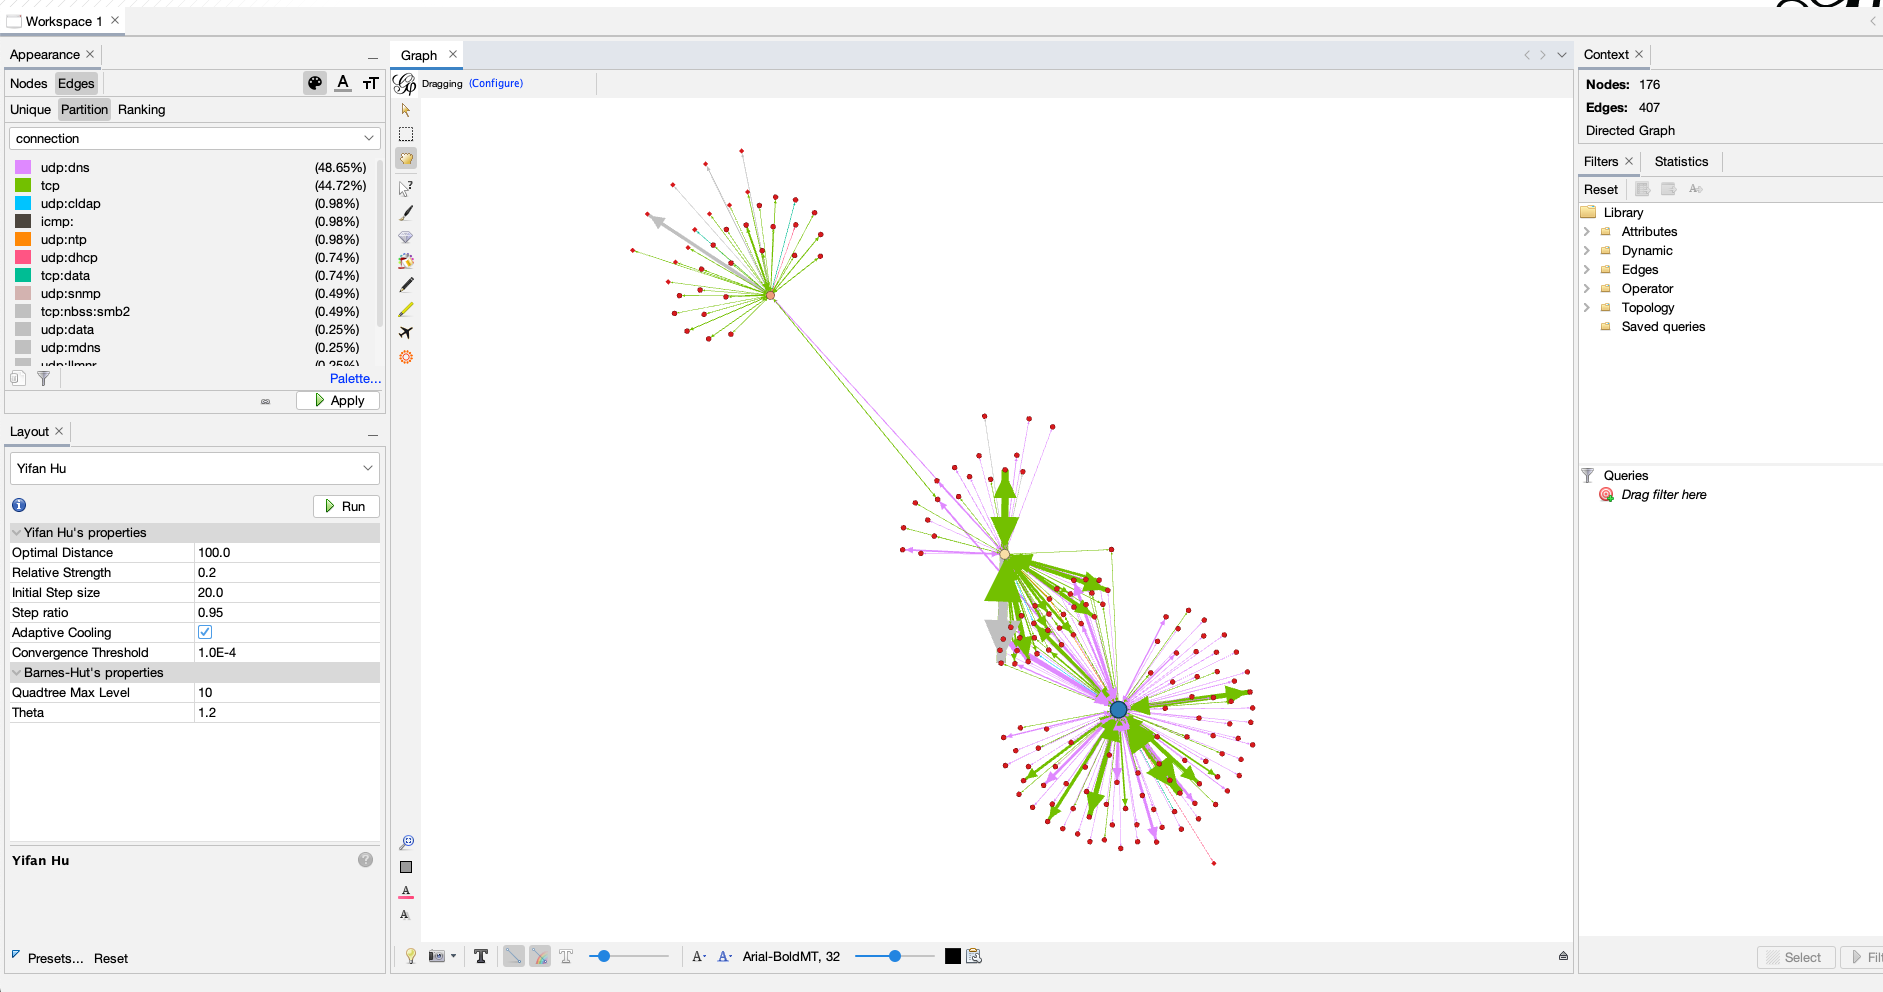 Workspace 1
Appearance
Nodes Edges
A
TT
Unique Partition Ranking
connection
udp:dns (48.65%)
tcp (44.72%)
udp:cldap (0.98%)
icmp: (0.98%)
udp:ntp (0.98%)
udp:dhcp (0.74%)
tcp:data (0.74%)
udp:snmp (0.49%)
tcp:nbss:smb2 (0.49%)
udp:data (0.25%)
udp:mdns (0.25%)
udp:llmnr (0.25%)
Palette...
Apply
Layout
Yifan Hu
Run
Yifan Hu's properties
Optimal Distance 100.0
Relative Strength 0.2
Initial Step size 20.0
Step ratio 0.95
Adaptive Cooling
Convergence Threshold 1.0E-4
Barnes-Hut's properties
Quadtree Max Level 10
Theta 1.2
Yifan Hu
?
Presets... Reset
Graph
Dragging (Configure)
A
A
T
T
A- A- Arial-BoldMT, 32
Context
Nodes: 176
Edges: 407
Directed Graph
Filters Statistics
Reset
Library
Attributes
Dynamic
Edges
Operator
Topology
Saved queries
Queries
Drag filter here
Select